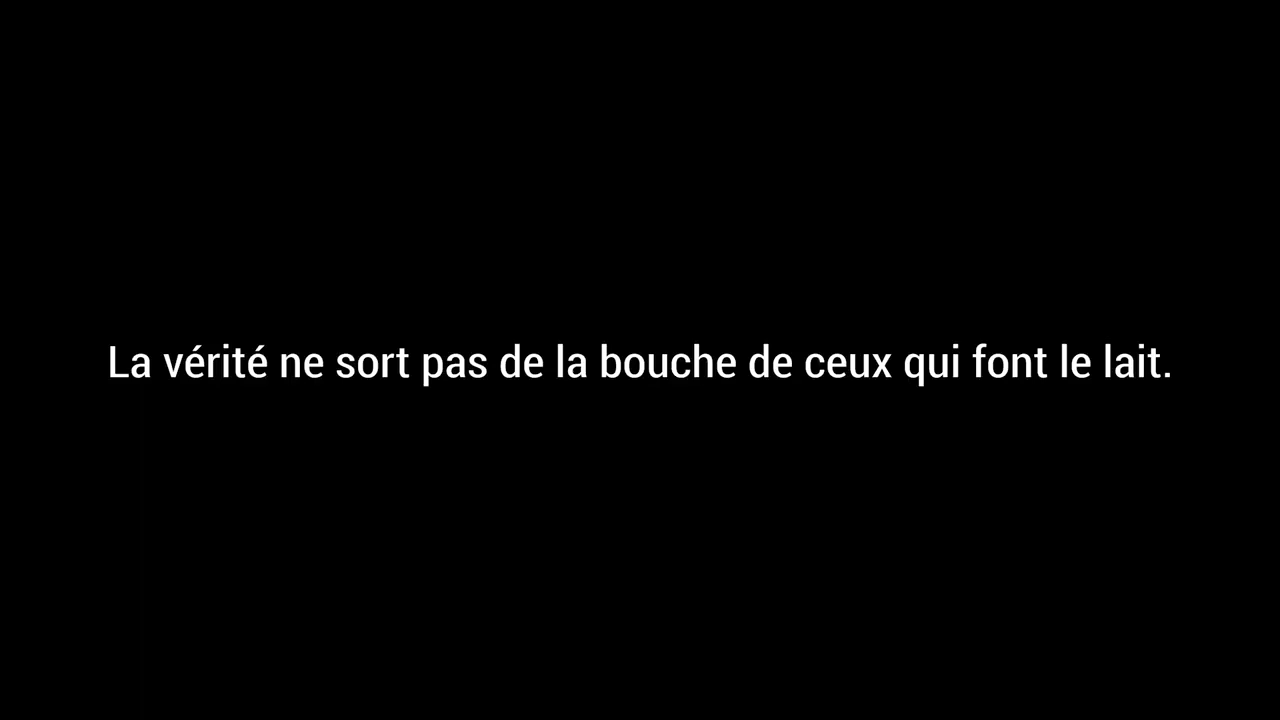 La vérité ne sort pas de la bouche de ceux qui font le lait.